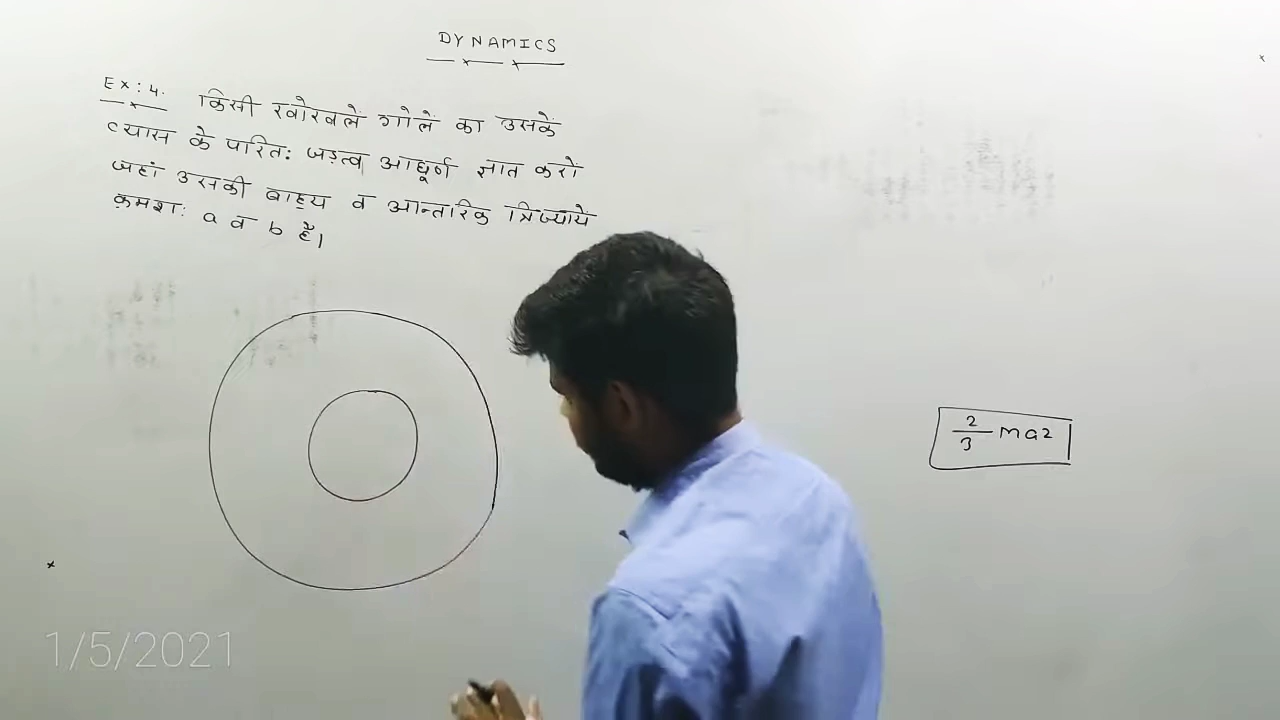 DYNAMICS
Ex: 4. किसी खोखलें गोलें का उसकें
व्यास के परितः जड़त्व आघूर्ण ज्ञात करों
जहां उसकी बाह्य व आन्तरिक त्रिज्यायें
क्रमशः a व b हैं।
2/3 Ma2
1/5/2021